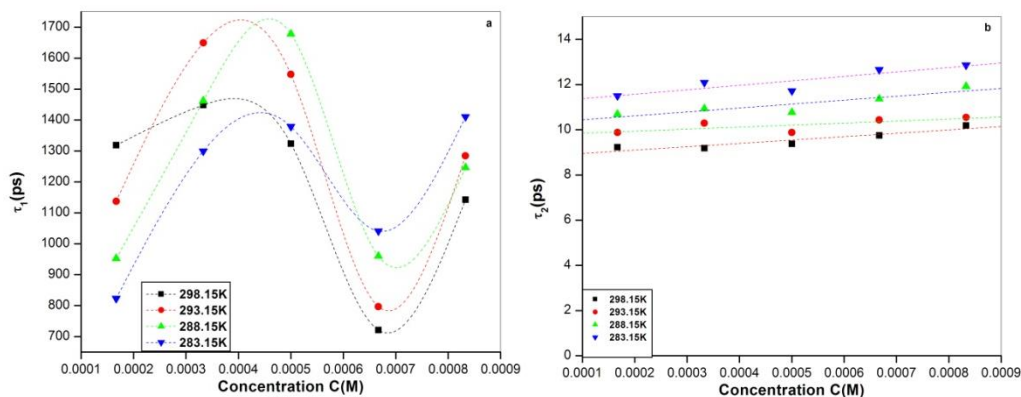 a
1700
1600
1500
1400
1300
1200
1100
1000
900
800
700
τ1(ps)
298.15K
293.15K
288.15K
283.15K
0.0001 0.0002 0.0003 0.0004 0.0005 0.0006 0.0007 0.0008 0.0009
Concentration C(M)
b
14
12
10
8
6
4
2
0
τ2(ps)
298.15K
293.15K
288.15K
283.15K
0.0001 0.0002 0.0003 0.0004 0.0005 0.0006 0.0007 0.0008 0.0009
Concentration C(M)